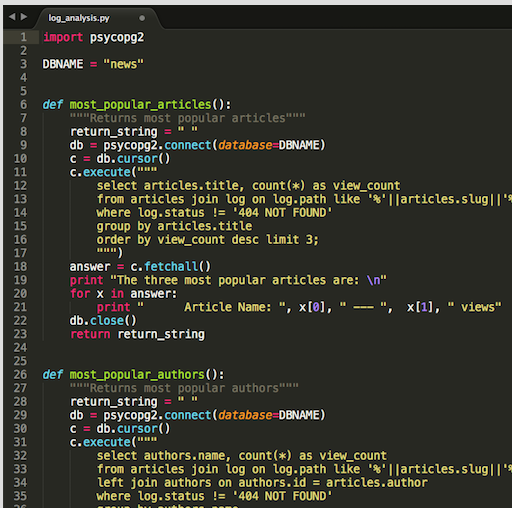 log_analysis.py
1 import psycopg2
2
3 DBNAME = "news"
4
5
6 def most_popular_articles():
7 """Returns most popular articles"""
8 return_string = " "
9 db = psycopg2.connect(database=DBNAME)
10 c = db.cursor()
11 c.execute("""
12 select articles.title, count(*) as view_count
13 from articles join log on log.path like '%'||articles.slug||'%
14 where log.status != '404 NOT FOUND'
15 group by articles.title
16 order by view_count desc limit 3;
17 """)
18 answer = c.fetchall()
19 print "The three most popular articles are: \n"
20 for x in answer:
21 print " Article Name: ", x[0], " --- ", x[1], " views"
22 db.close()
23 return return_string
24
25
26 def most_popular_authors():
27 """Returns most popular authors"""
28 return_string = " "
29 db = psycopg2.connect(database=DBNAME)
30 c = db.cursor()
31 c.execute("""
32 select authors.name, count(*) as view_count
33 from articles join log on log.path like '%'||articles.slug||'%
34 left join authors on authors.id = articles.author
35 where log.status != '404 NOT FOUND'